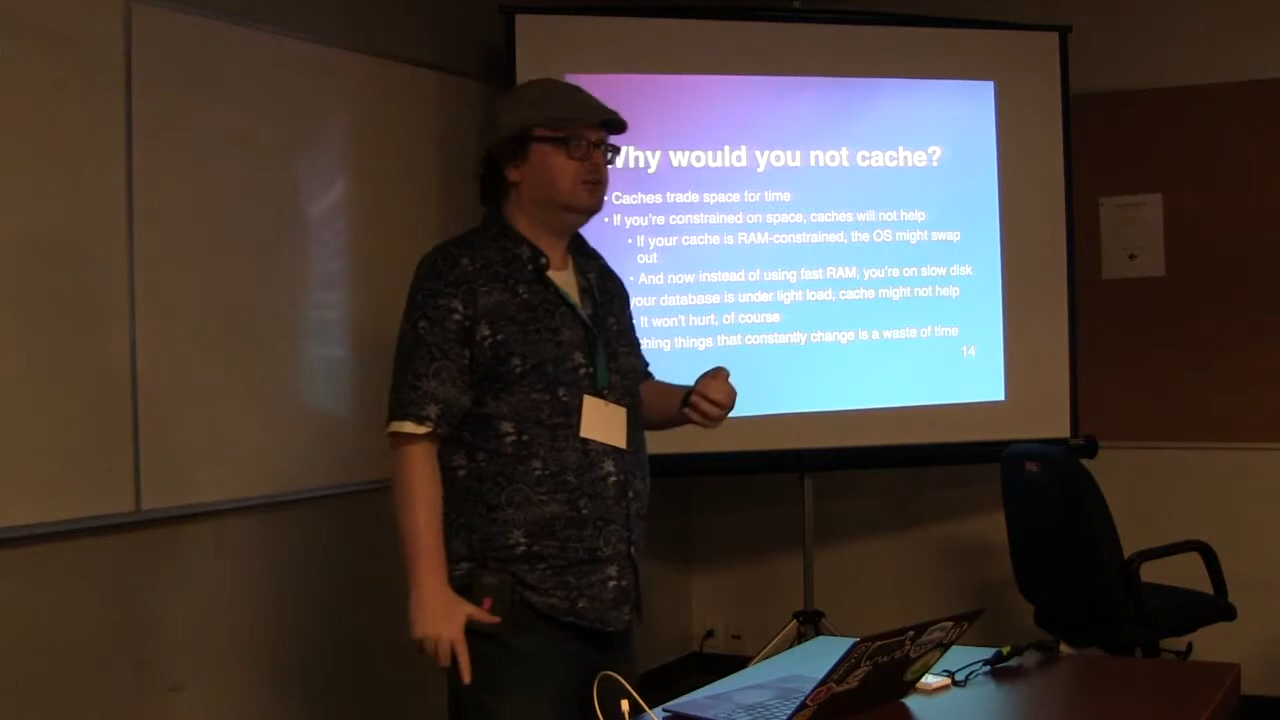 Why would you not cache?
• Caches trade space for time
• If you're constrained on space, caches will not help
• If your cache is RAM-constrained, the OS might swap
out
• And now instead of using fast RAM, you're on slow disk
your database is under light load, cache might not help
• It won't hurt, of course
ching things that constantly change is a waste of time
14